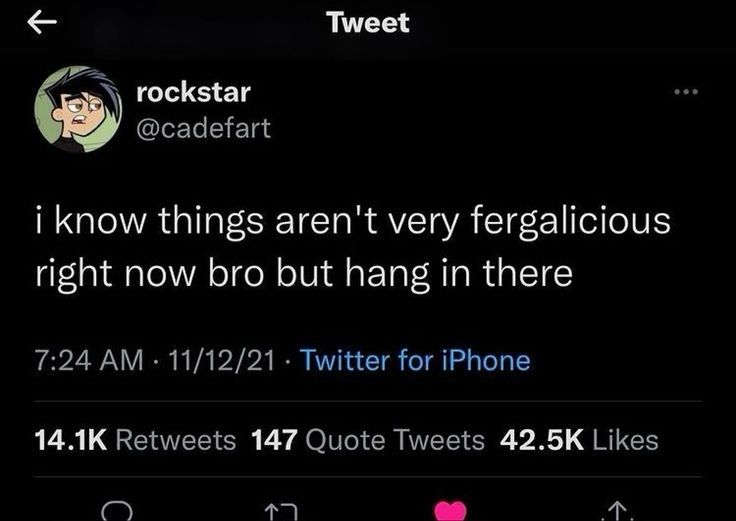 Tweet
rockstar
@cadefart
i know things aren't very fergalicious
right now bro but hang in there
7:24 AM · 11/12/21 · Twitter for iPhone
14.1K Retweets 147 Quote Tweets 42.5K Likes